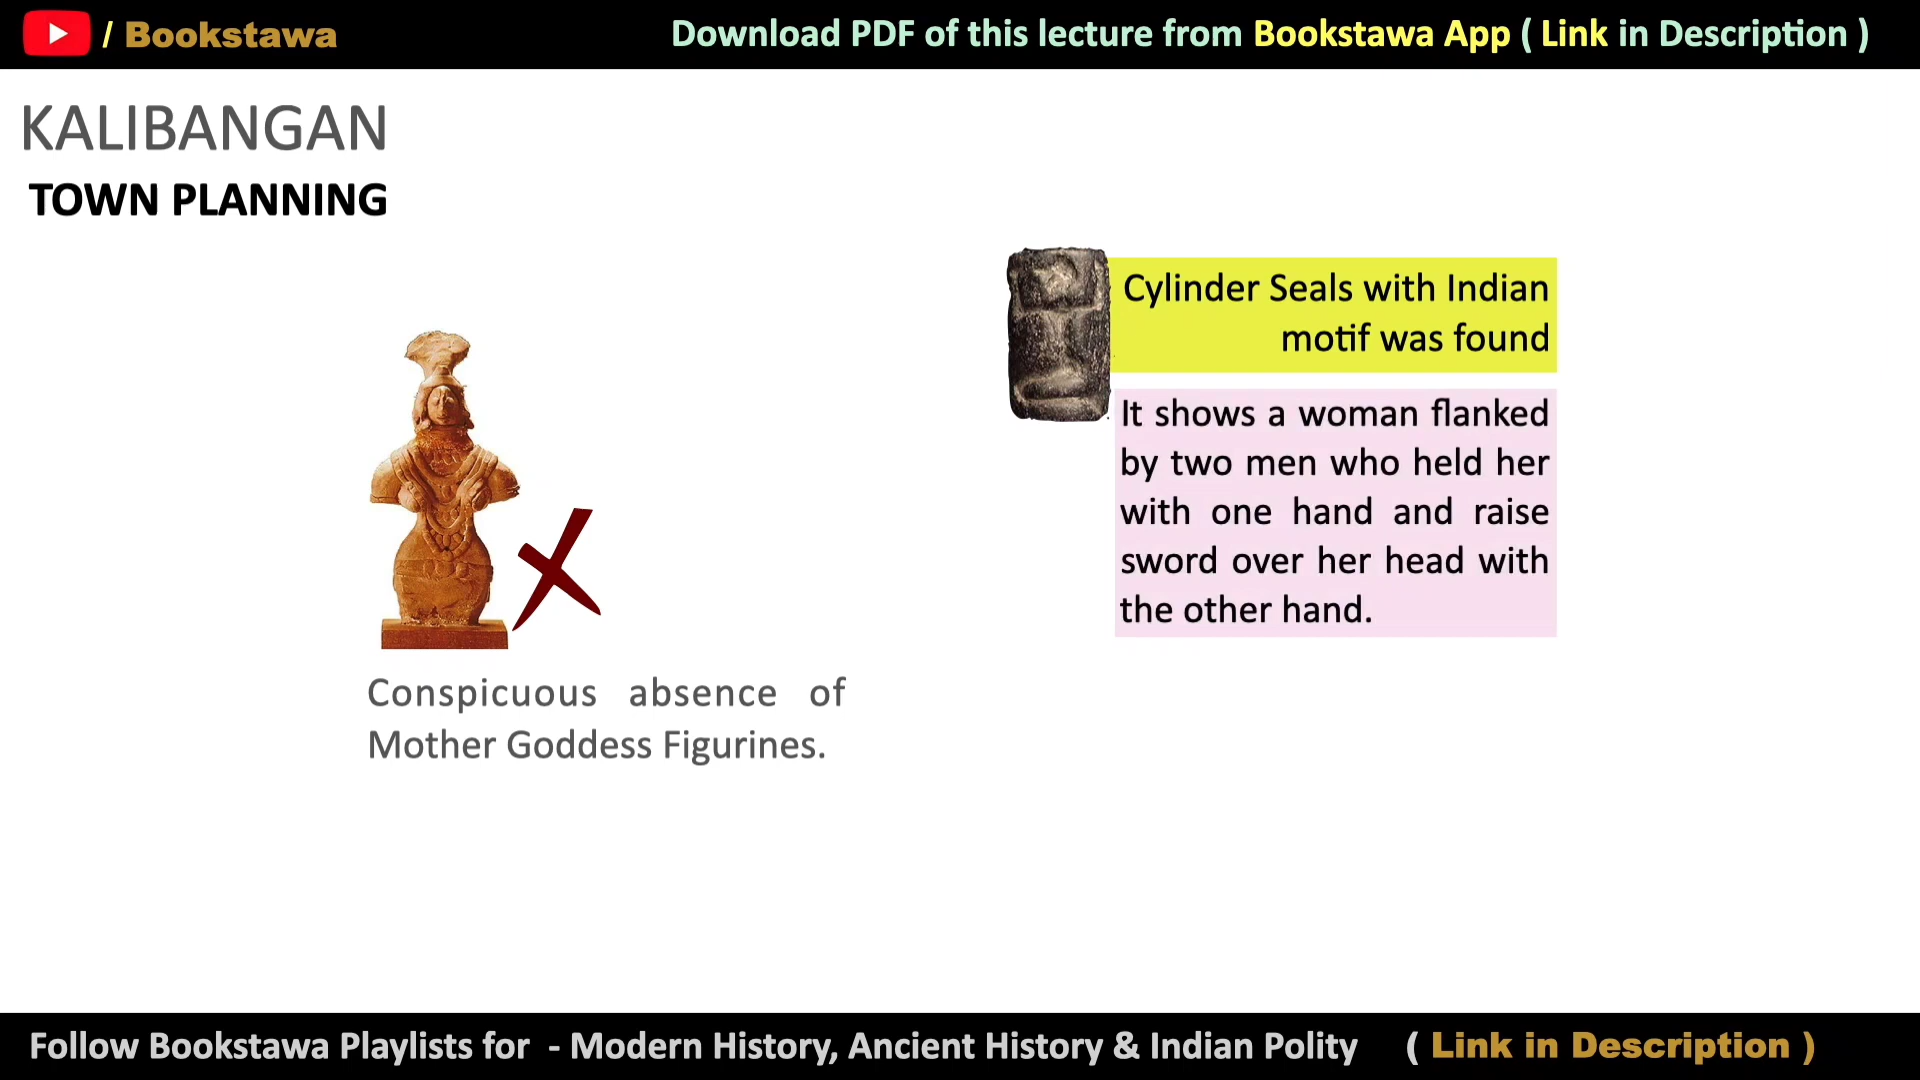 / Bookstawa
Download PDF of this lecture from Bookstawa App ( Link in Description )
KALIBANGAN
TOWN PLANNING
Conspicuous absence of
Mother Goddess Figurines.
Cylinder Seals with Indian
motif was found
It shows a woman flanked
by two men who held her
with one hand and raise
sword over her head with
the other hand.
Follow Bookstawa Playlists for - Modern History, Ancient History & Indian Polity ( Link in Description )